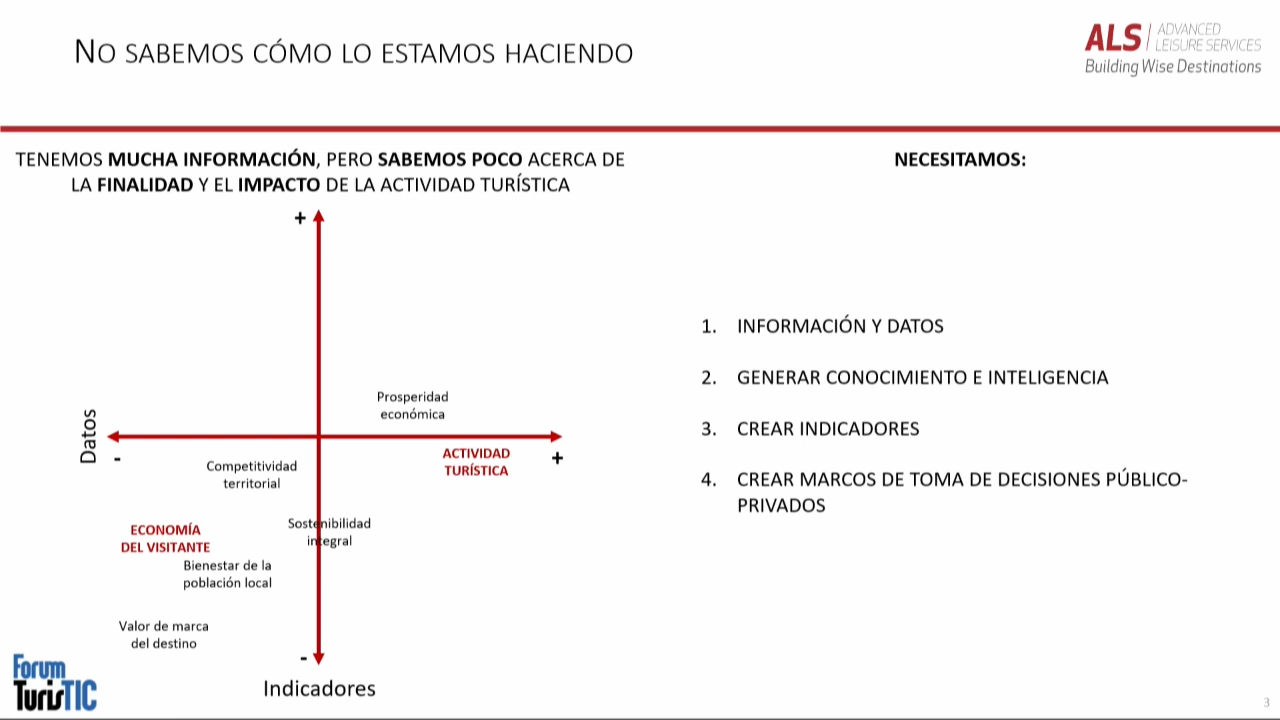 NO SABEMOS CÓMO LO ESTAMOS HACIENDO
ALS ADVANCED
LEISURE SERVICES
Building Wise Destinations
TENEMOS MUCHA INFORMACIÓN, PERO SABEMOS POCO ACERCA DE
LA FINALIDAD Y EL IMPACTO DE LA ACTIVIDAD TURÍSTICA
+
Prosperidad
económica
Datos
-
+
ACTIVIDAD
TURÍSTICA
Competitividad
territorial
Sostenibilidad
integral
ECONOMÍA
DEL VISITANTE
Bienestar de la
población local
Valor de marca
del destino
-
Indicadores
NECESITAMOS:
1. INFORMACIÓN Y DATOS
2. GENERAR CONOCIMIENTO E INTELIGENCIA
3. CREAR INDICADORES
4. CREAR MARCOS DE TOMA DE DECISIONES PÚBLICO-
PRIVADOS
Forum
TurisTIC
3